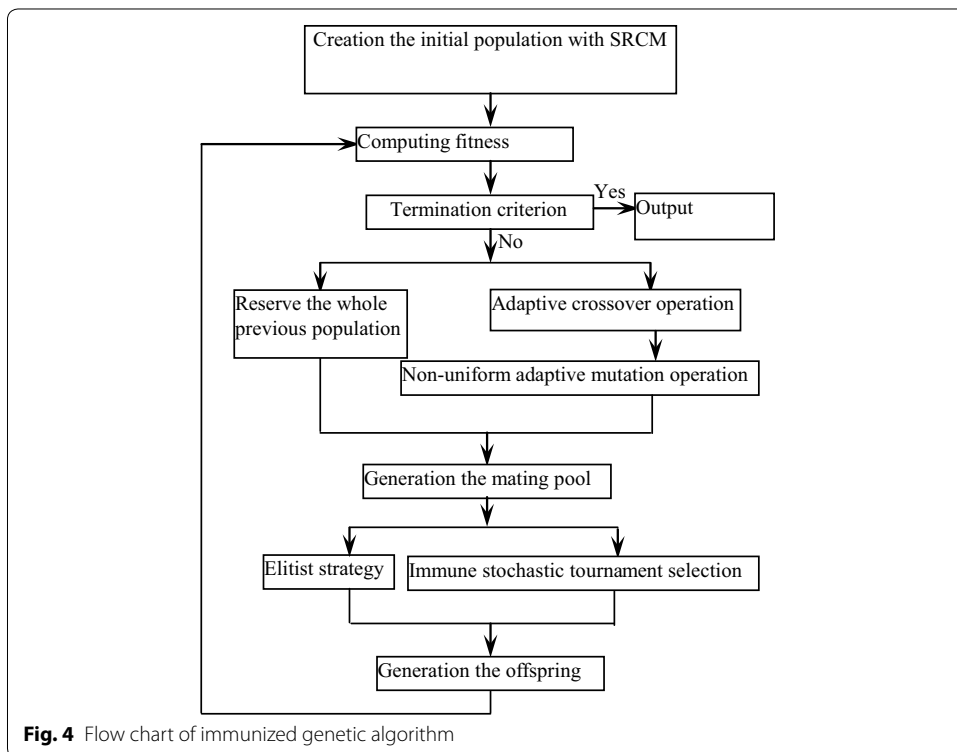 Creation the initial population with SRCM
Computing fitness
Termination criterion
Yes
Output
No
Reserve the whole
previous population
Adaptive crossover operation
Non-uniform adaptive mutation operation
Generation the mating pool
Elitist strategy
Immune stochastic tournament selection
Generation the offspring
Fig. 4 Flow chart of immunized genetic algorithm